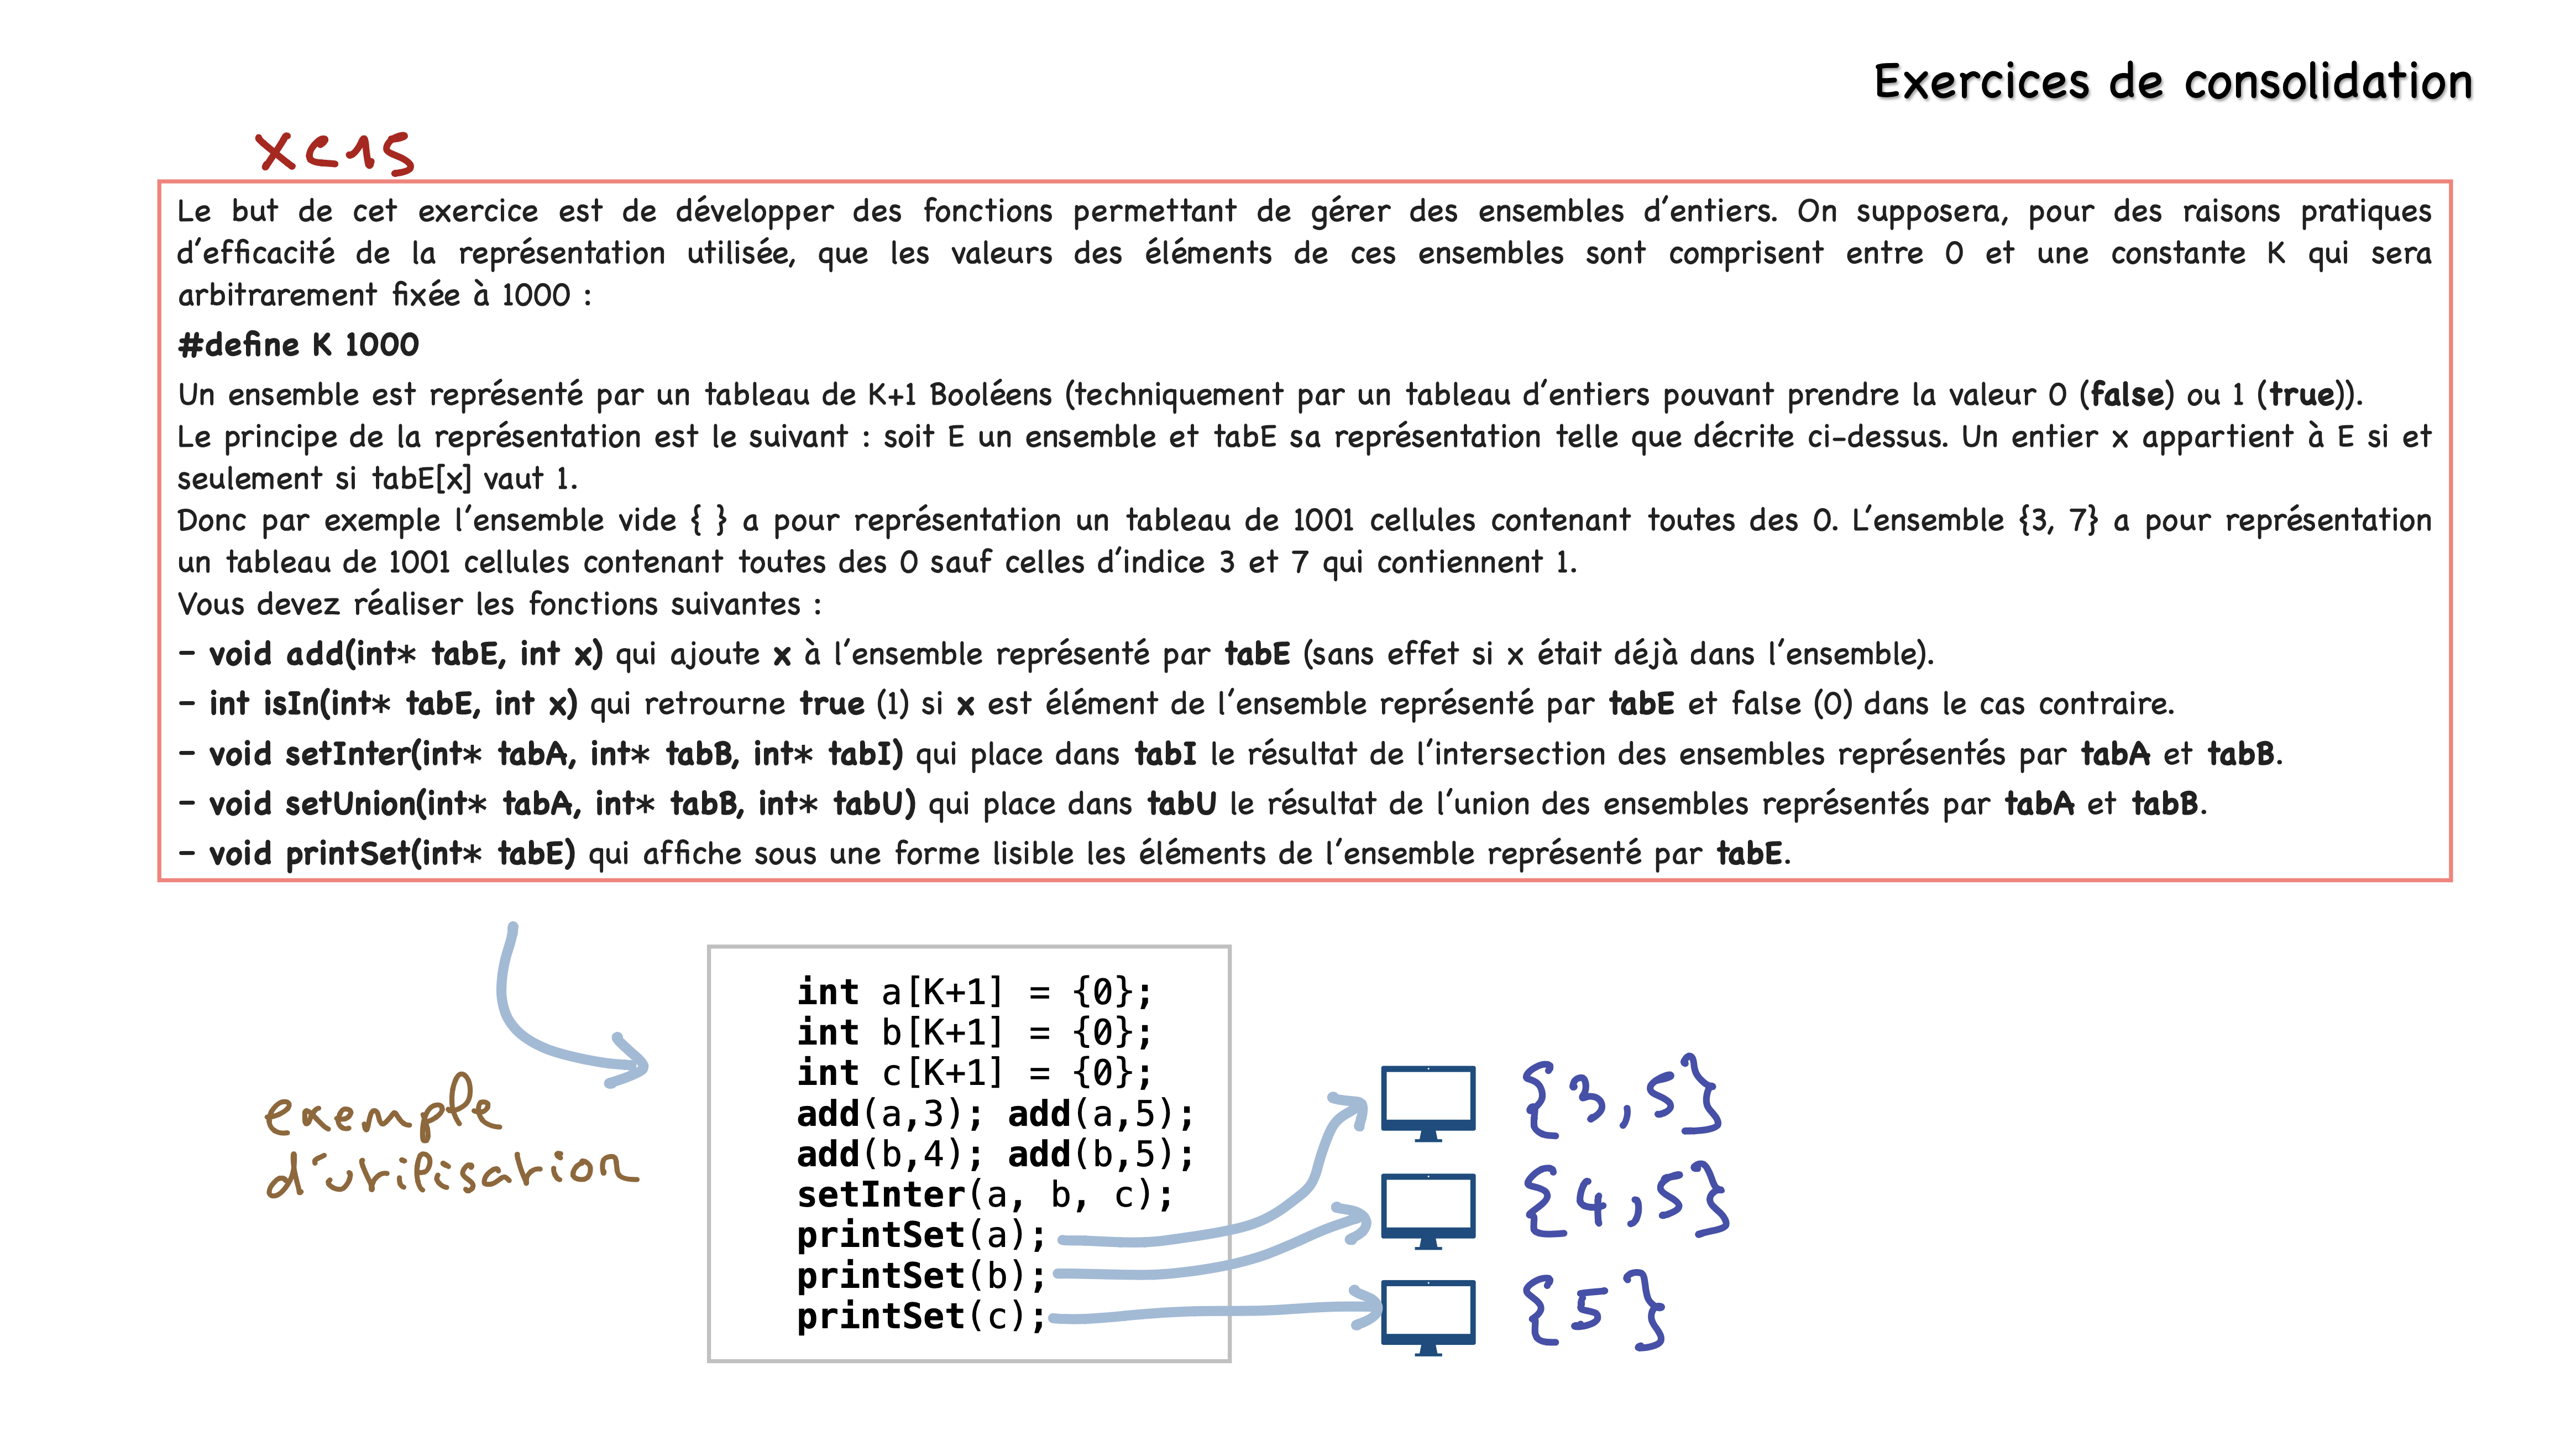 Exercices de consolidation
xe15
Le but de cet exercice est de développer des fonctions permettant de gérer des ensembles d'entiers. On supposera, pour des raisons pratiques
d'efficacité de la représentation utilisée, que les valeurs des éléments de ces ensembles sont comprisent entre 0 et une constante K qui sera
arbitrarement fixée à 1000 :
#define K 1000
Un ensemble est représenté par un tableau de K+1 Booléens (techniquement par un tableau d'entiers pouvant prendre la valeur 0 (false) ou 1 (true)).
Le principe de la représentation est le suivant : soit E un ensemble et tabE sa représentation telle que décrite ci-dessus. Un entier x appartient à E si et
seulement si tabE[x] vaut 1.
Donc par exemple l'ensemble vide { } a pour représentation un tableau de 1001 cellules contenant toutes des 0. L'ensemble {3, 7} a pour représentation
un tableau de 1001 cellules contenant toutes des 0 sauf celles d'indice 3 et 7 qui contiennent 1.
Vous devez réaliser les fonctions suivantes :
- void add(int* tabE, int x) qui ajoute x à l'ensemble représenté par tabE (sans effet si x était déjà dans l'ensemble).
- int isIn(int* tabE, int x) qui retrourne true (1) si x est élément de l'ensemble représenté par tabE et false (0) dans le cas contraire.
- void setInter(int* tabA, int* tabB, int* tabI) qui place dans tabI le résultat de l'intersection des ensembles représentés par tabA et tabB.
- void setUnion(int* tabA, int* tabB, int* tabU) qui place dans tabU le résultat de l'union des ensembles représentés par tabA et tabB.
- void printSet(int* tabE) qui affiche sous une forme lisible les éléments de l'ensemble représenté par tabE.
exemple
d'utilisation
int a[K+1] = {0};
int b[K+1] = {0};
int c[K+1] = {0};
add(a,3); add(a,5);
add(b,4); add(b,5);
setInter(a, b, c);
printSet(a);
printSet(b);
printSet(c);
{3,5}
{4,5}
{5}